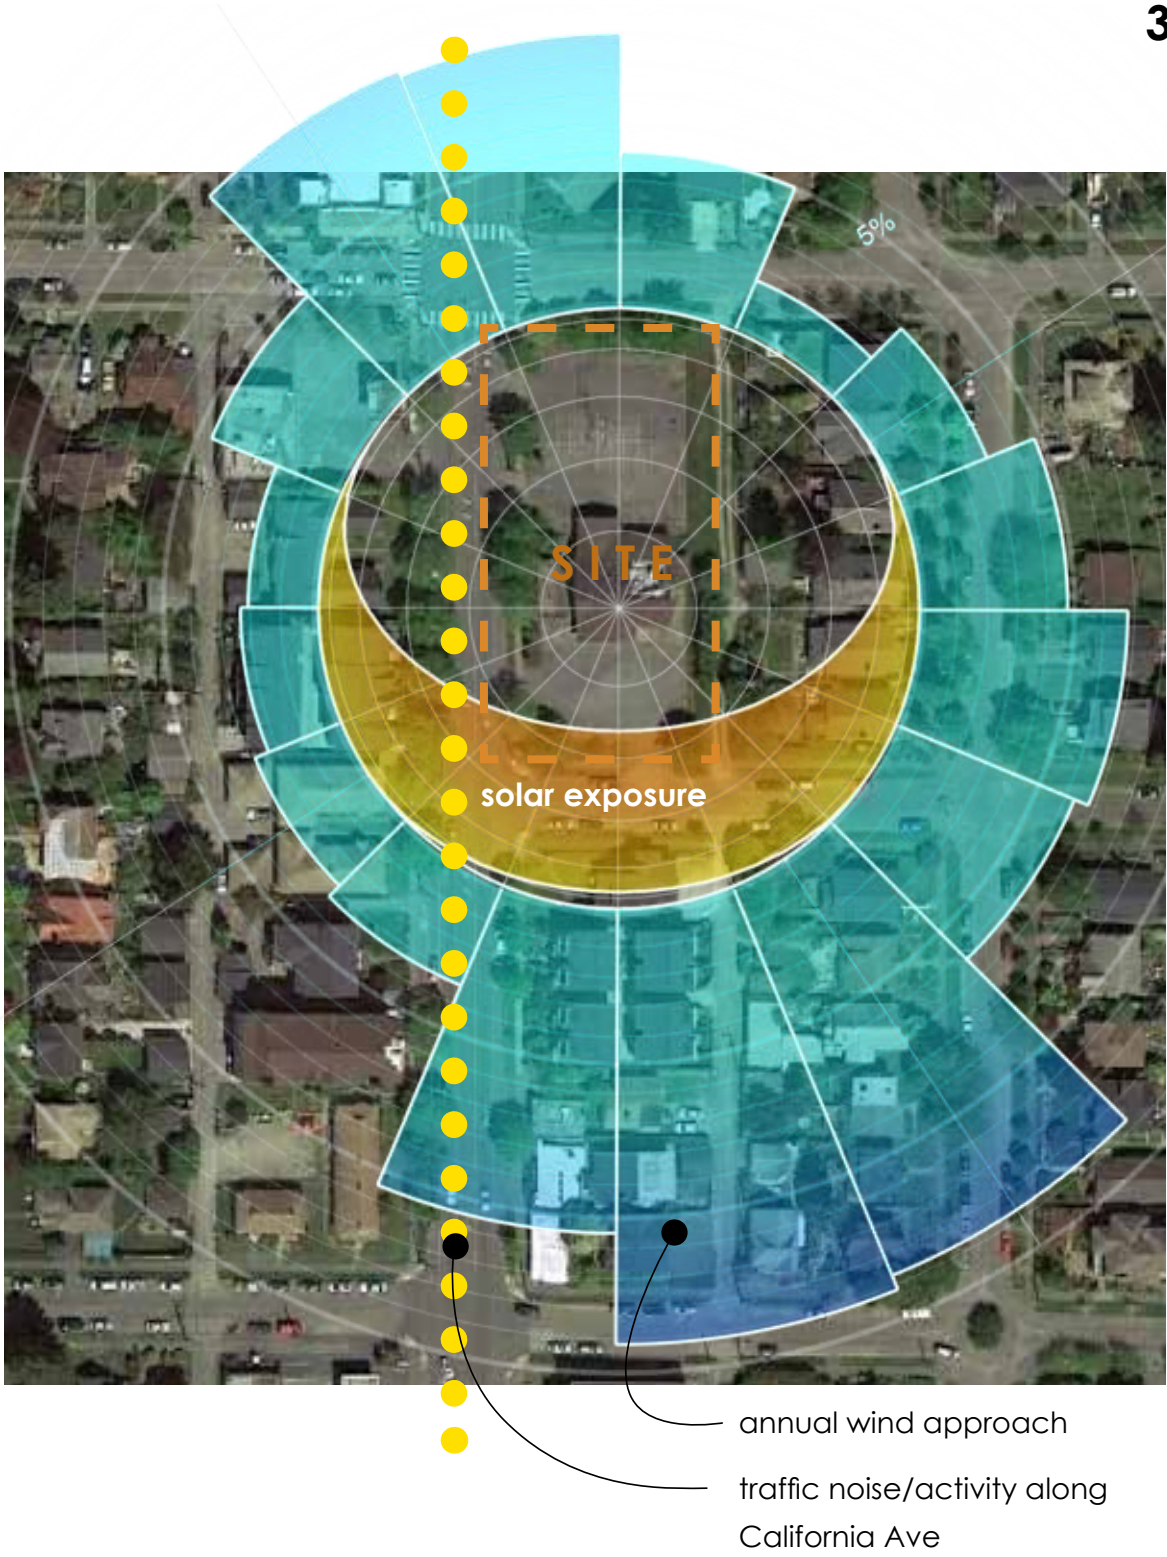 3
5%
SITE
solar exposure
annual wind approach
traffic noise/activity along
California Ave